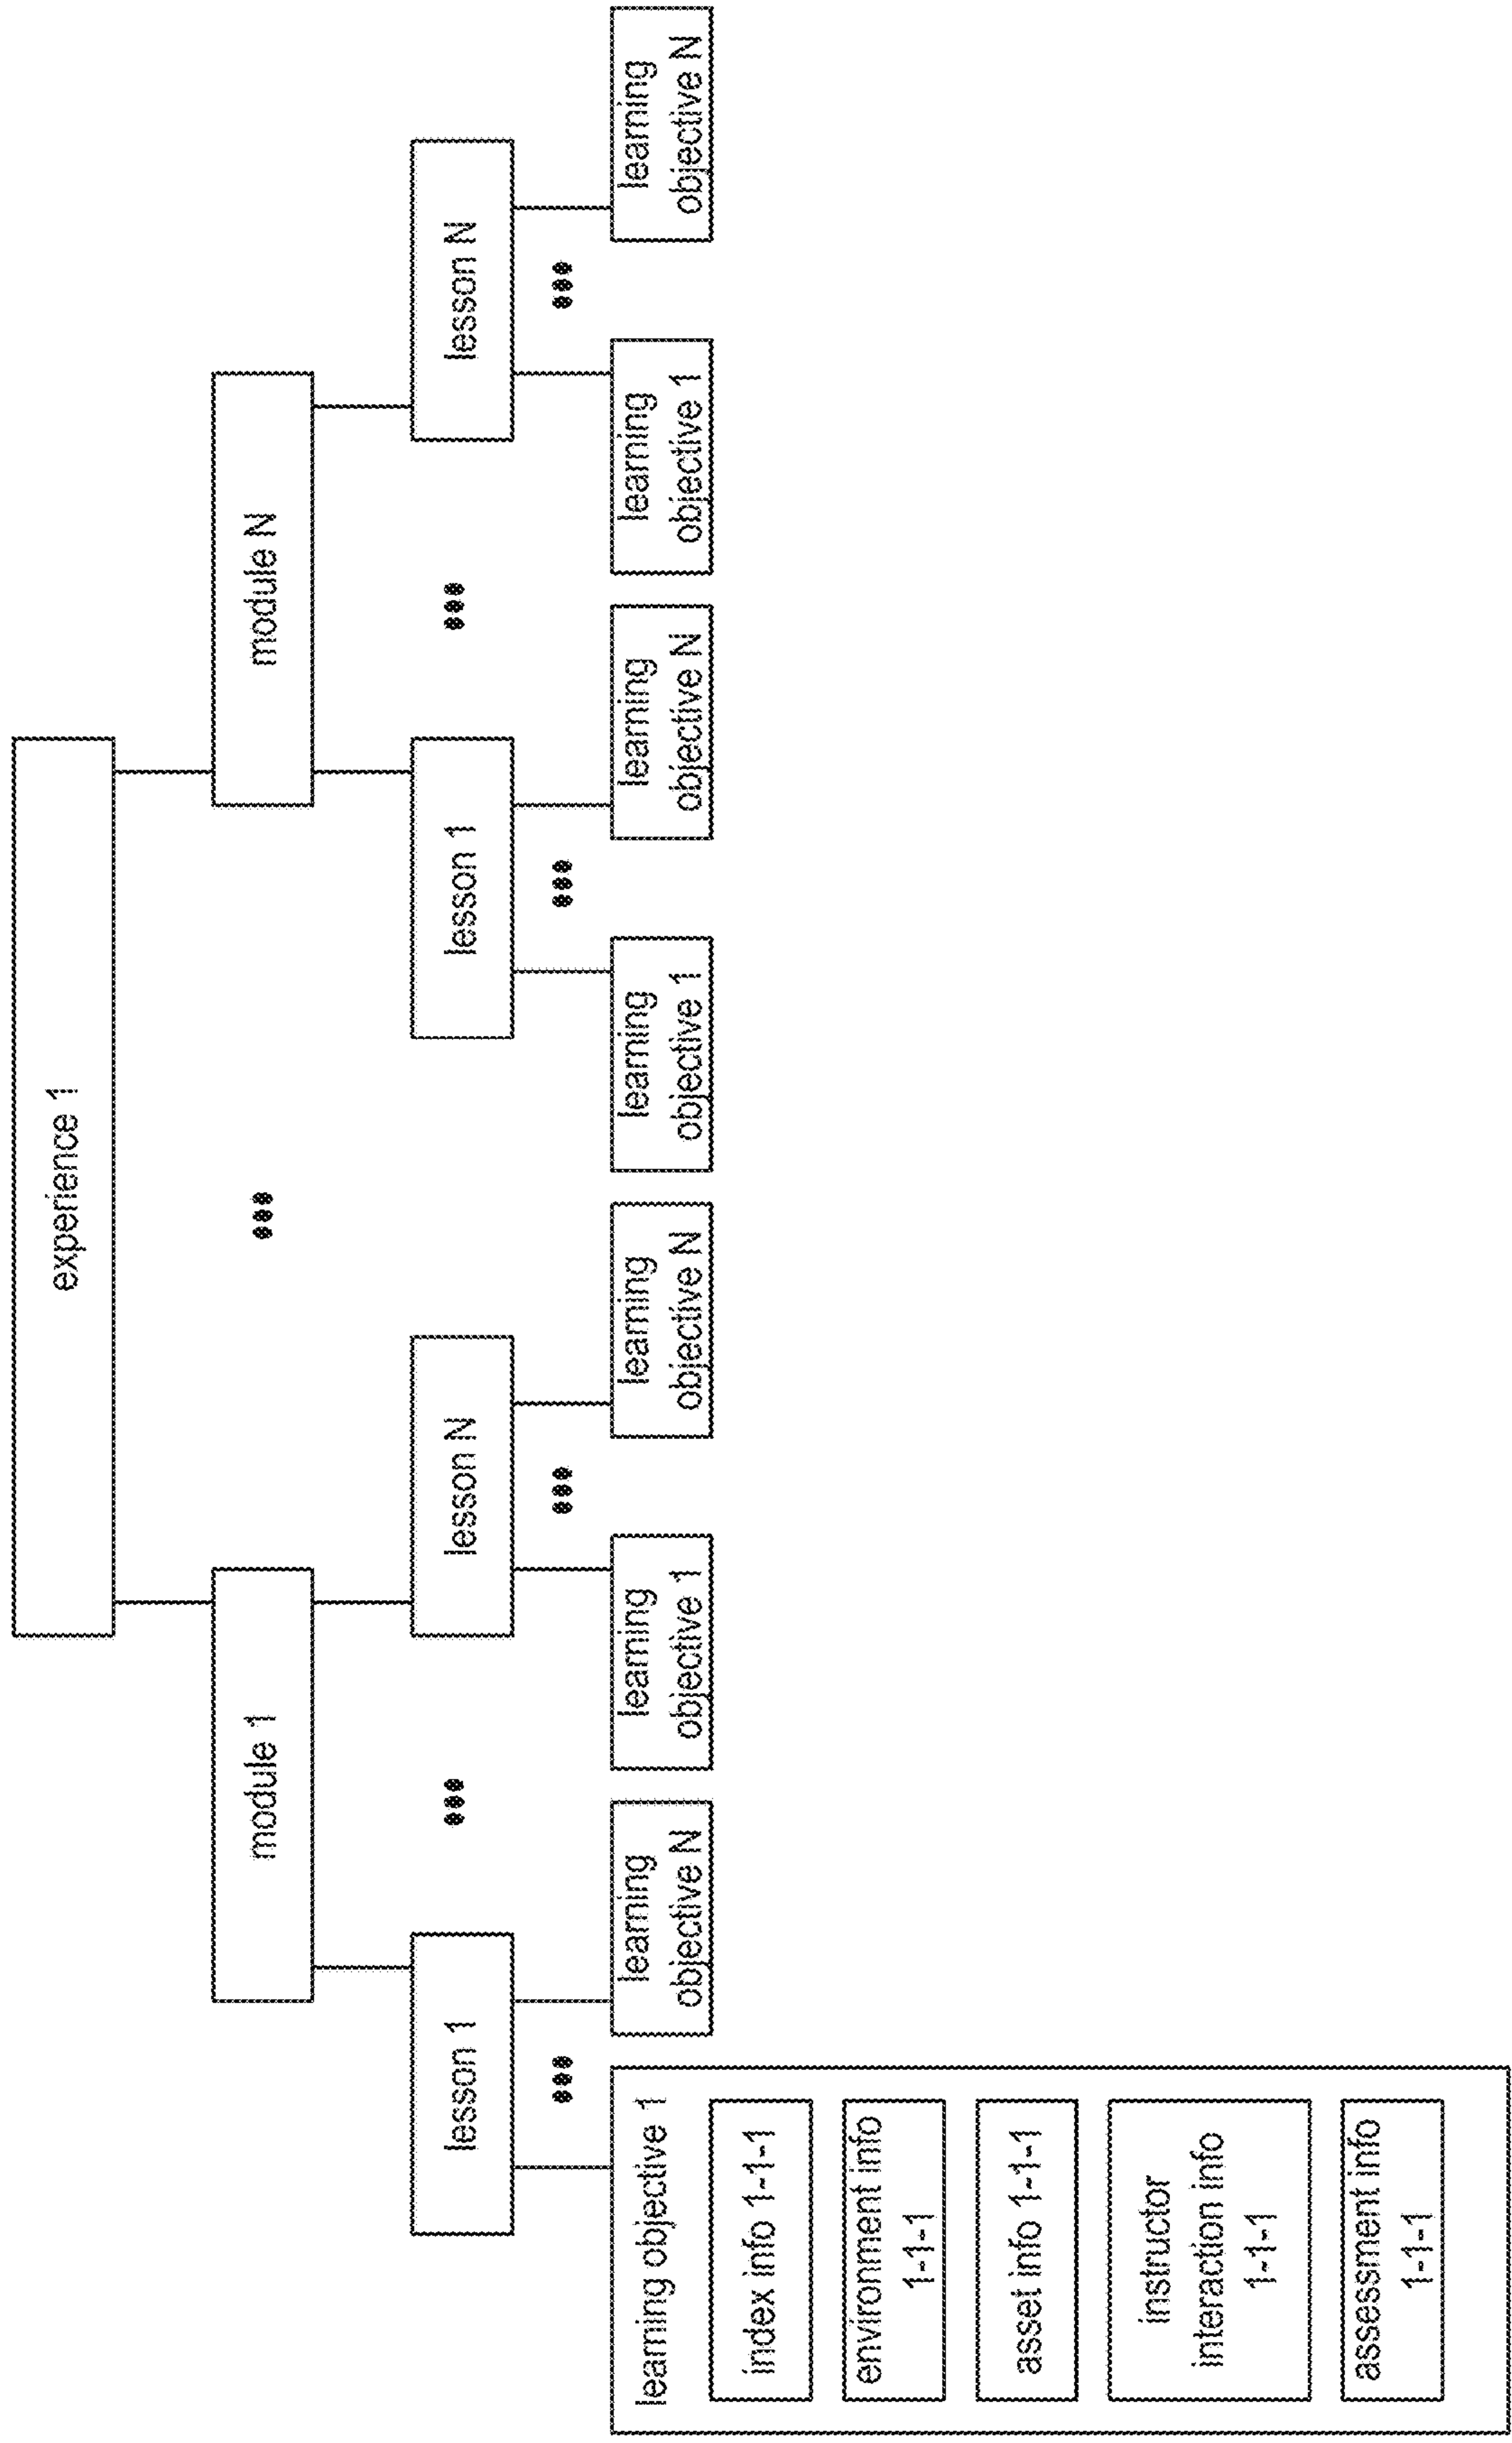 experience 1
module 1
module N
lesson 1
lesson N
lesson 1
lesson N
learning objective 1
index info 1-1-1
environment info
1-1-1
asset info 1-1-1
instructor
interaction info
1-1-1
assessment info
1-1-1
learning
objective N
learning
objective 1
learning
objective N
learning
objective 1
learning
objective N
learning
objective 1
learning
objective N